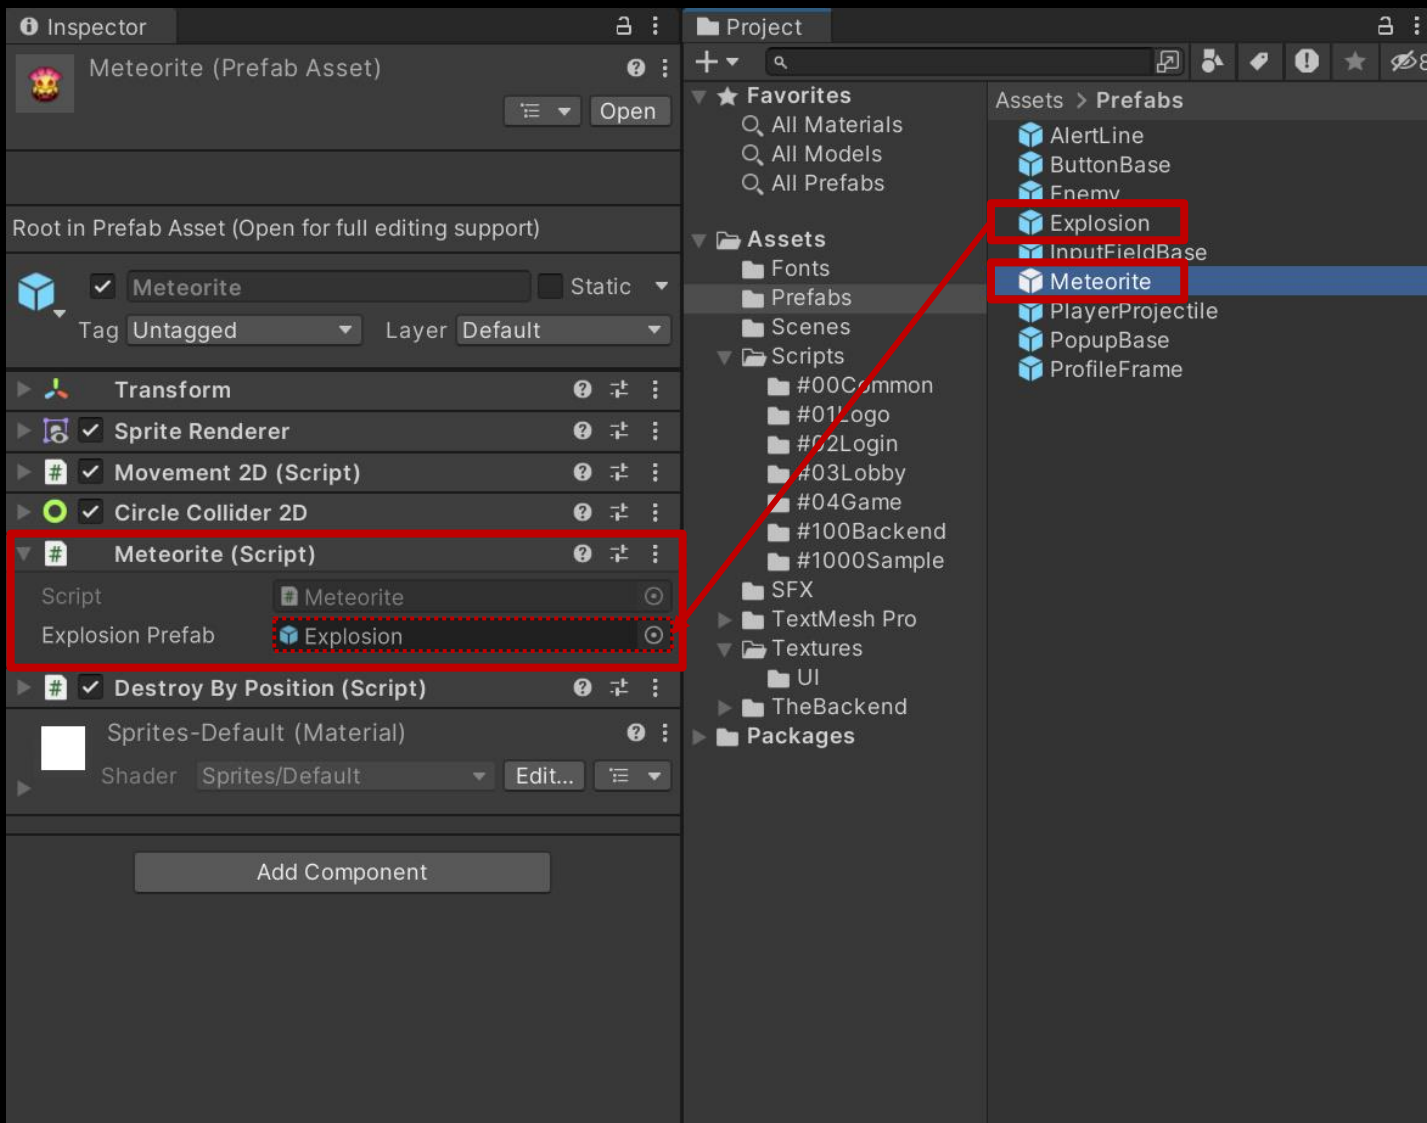 Inspector
Meteorite (Prefab Asset)
Open
Root in Prefab Asset (Open for full editing support)
Meteorite
Static
Tag Untagged Layer Default
Transform
Sprite Renderer
# Movement 2D (Script)
Circle Collider 2D
# Meteorite (Script)
Script # Meteorite
Explosion Prefab Explosion
# Destroy By Position (Script)
Sprites-Default (Material)
Shader Sprites/Default Edit...
Add Component
Project
8
Favorites
All Materials
All Models
All Prefabs
Assets
Fonts
Prefabs
Scenes
Scripts
#00Common
#01Logo
#02Login
#03Lobby
#04Game
#100Backend
#1000Sample
SFX
TextMesh Pro
Textures
UI
TheBackend
Packages
Assets > Prefabs
AlertLine
ButtonBase
Enemy
Explosion
InputFieldBase
Meteorite
PlayerProjectile
PopupBase
ProfileFrame